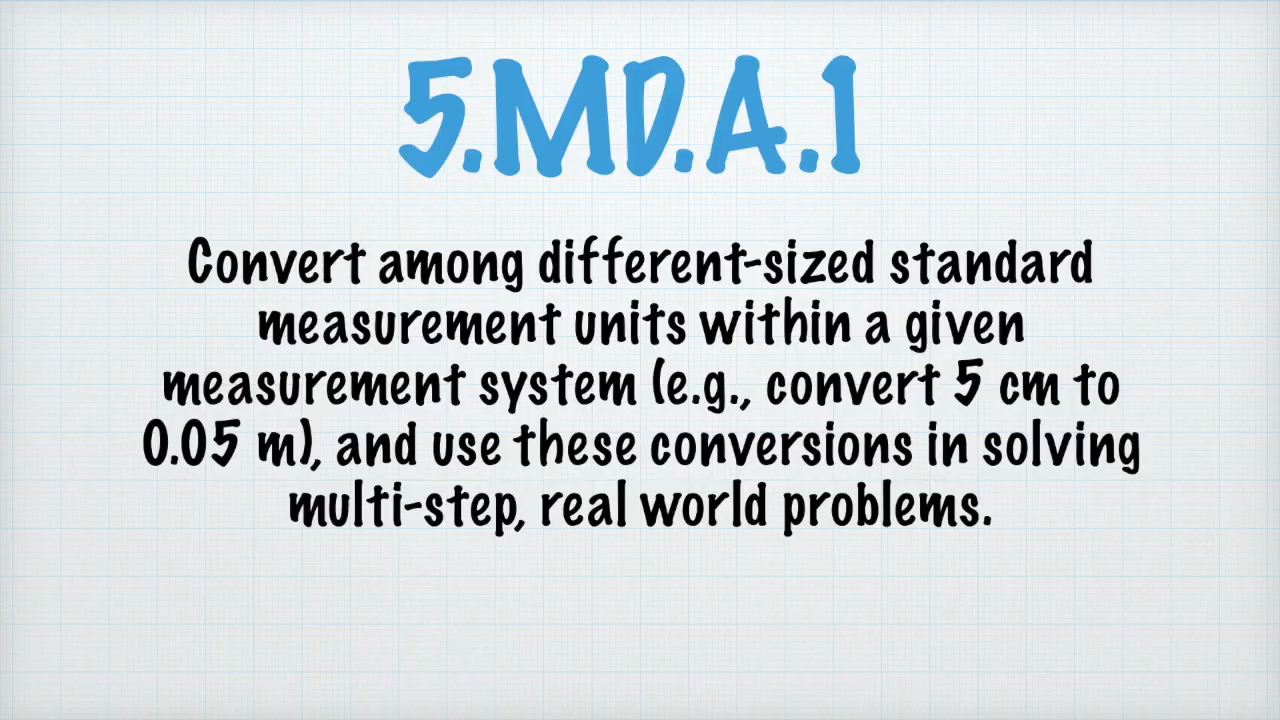 5.MD.A.1
Convert among different-sized standard
measurement units within a given
measurement system (e.g., convert 5 cm to
0.05 m), and use these conversions in solving
multi-step, real world problems.